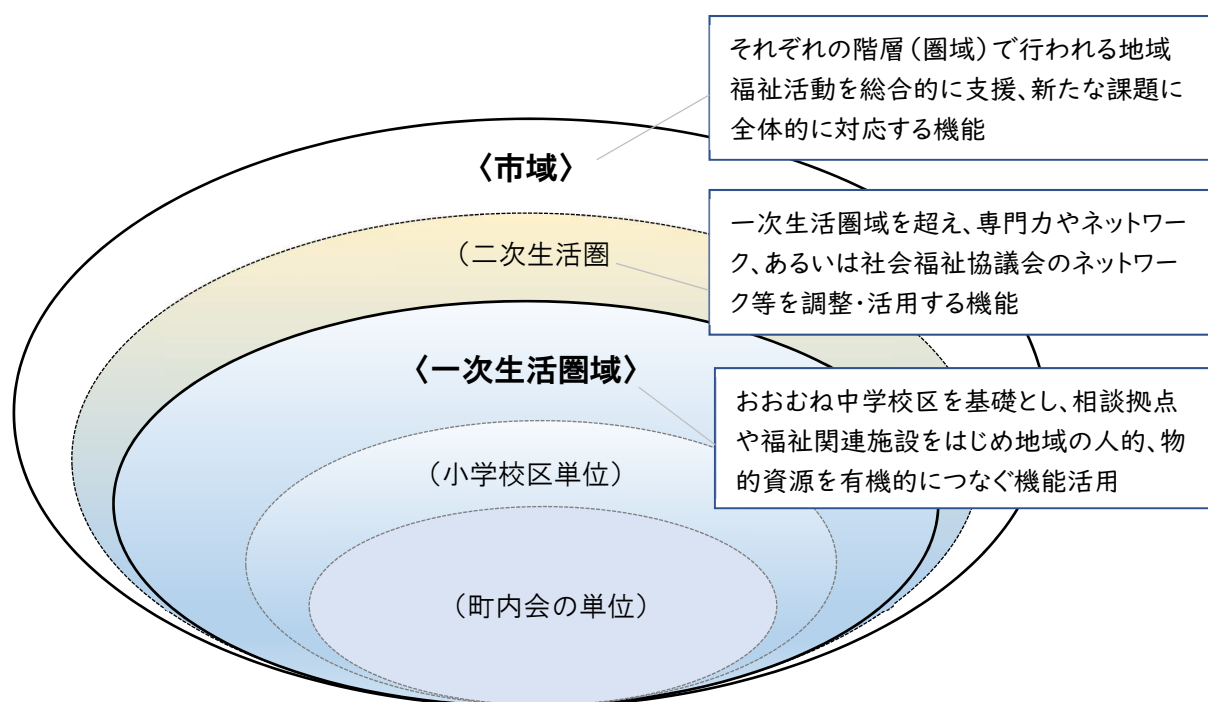 それぞれの階層（圏域）で行われる地域
福祉活動を総合的に支援、新たな課題に
全体的に対応する機能
〈市域〉
一次生活圏域を超え、専門力やネットワー
ク、あるいは社会福祉協議会のネットワー
ク等を調整・活用する機能
（二次生活圏
〈一次生活圏域〉
おおむね中学校区を基礎とし、相談拠点
や福祉関連施設をはじめ地域の人的、物
的資源を有機的につなぐ機能活用
（小学校区単位）
（町内会の単位）